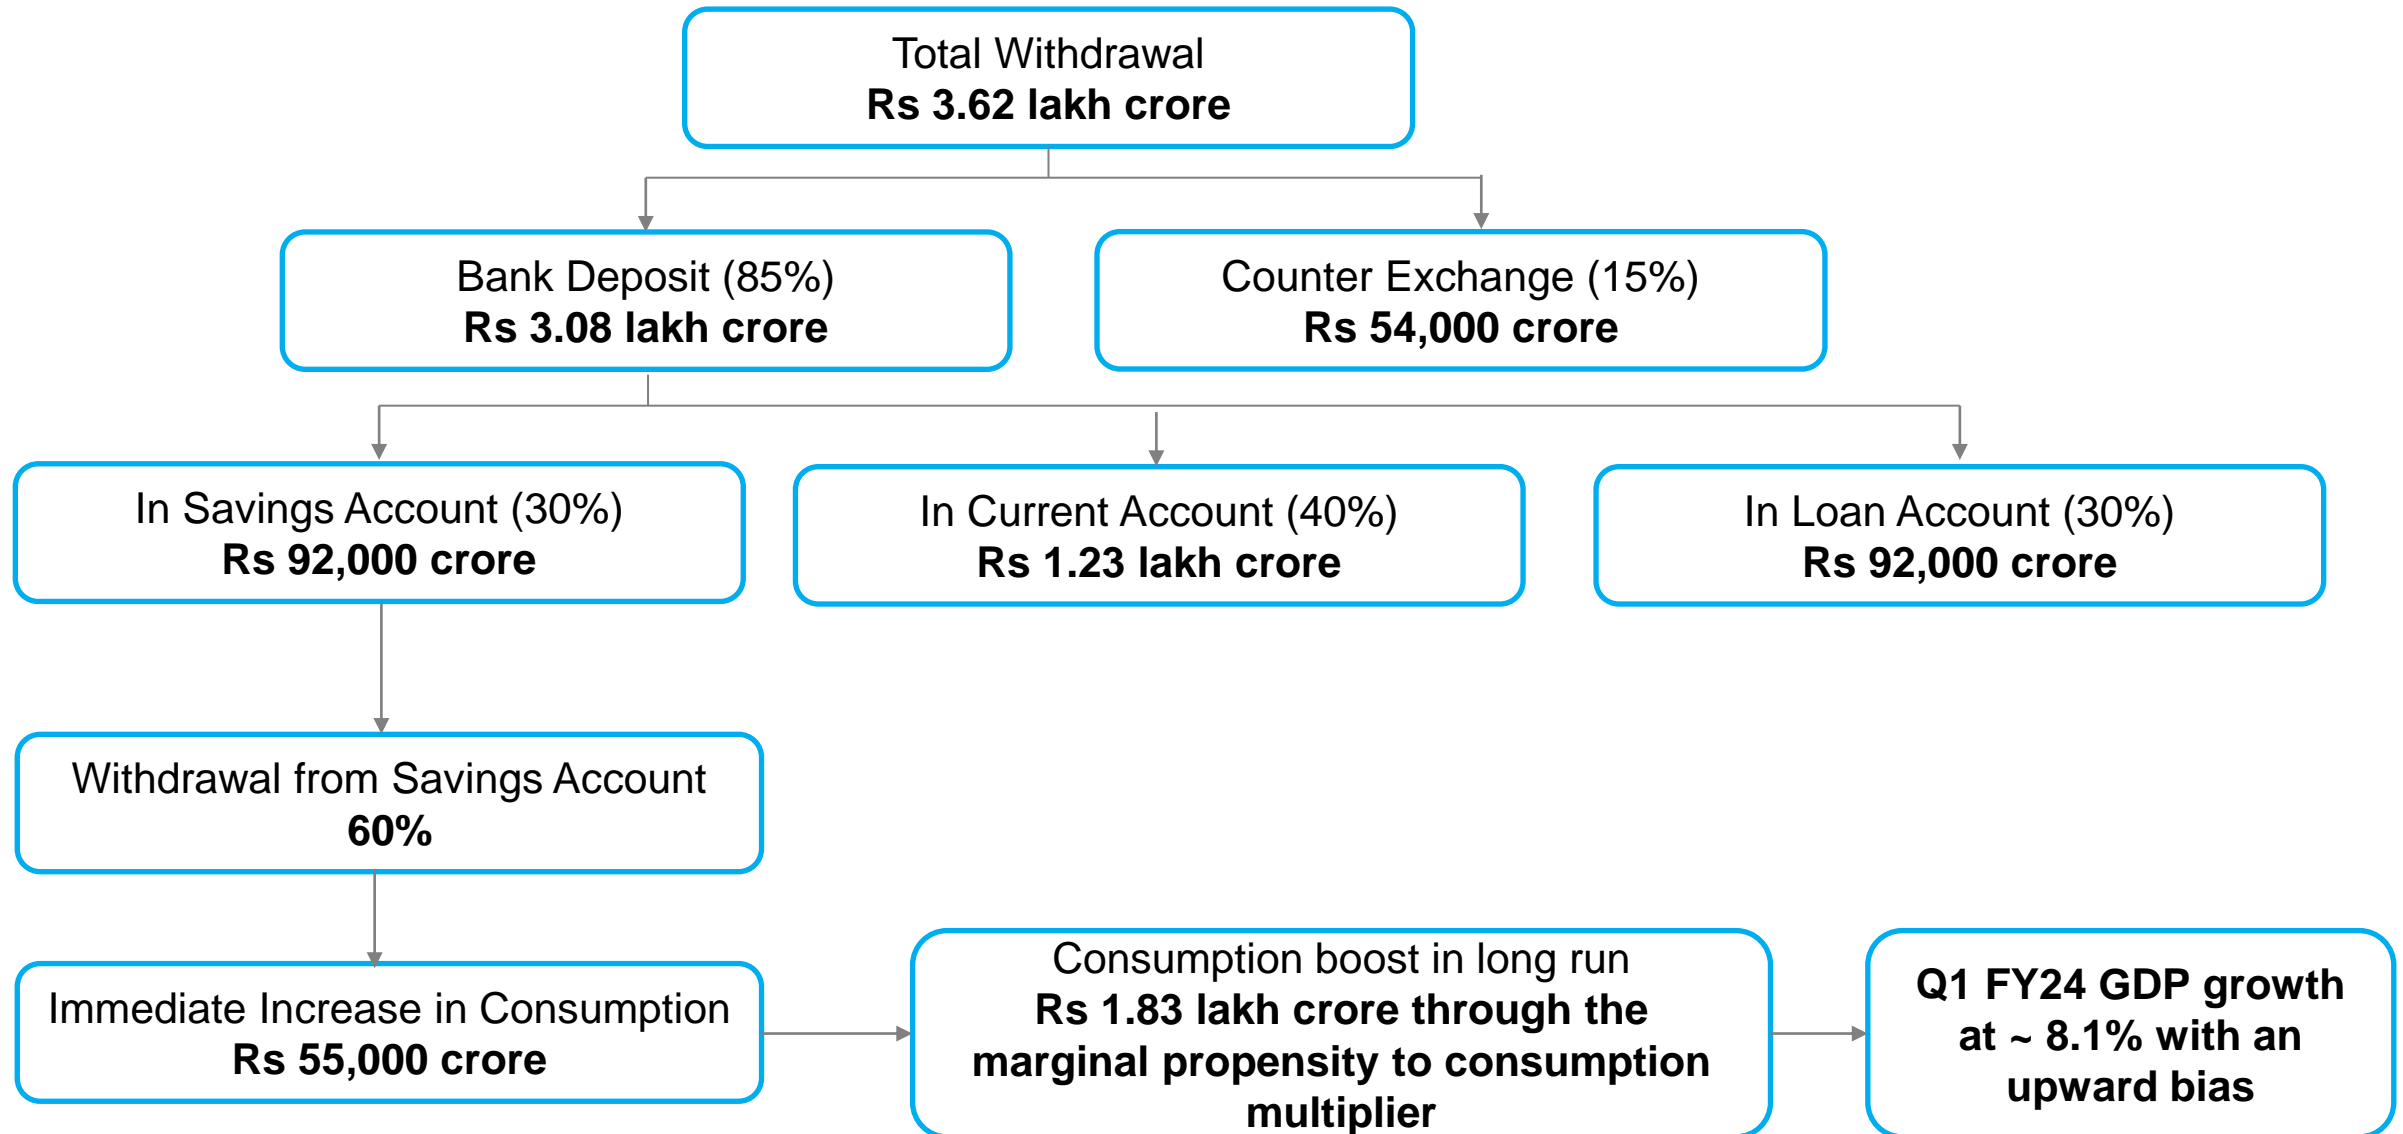 Total Withdrawal
Rs 3.62 lakh crore
Bank Deposit (85%)
Rs 3.08 lakh crore
Counter Exchange (15%)
Rs 54,000 crore
In Savings Account (30%)
Rs 92,000 crore
In Current Account (40%)
Rs 1.23 lakh crore
In Loan Account (30%)
Rs 92,000 crore
Withdrawal from Savings Account
60%
Immediate Increase in Consumption
Rs 55,000 crore
Consumption boost in long run
Rs 1.83 lakh crore through the
marginal propensity to consumption
multiplier
Q1 FY24 GDP growth
at ~ 8.1% with an
upward bias